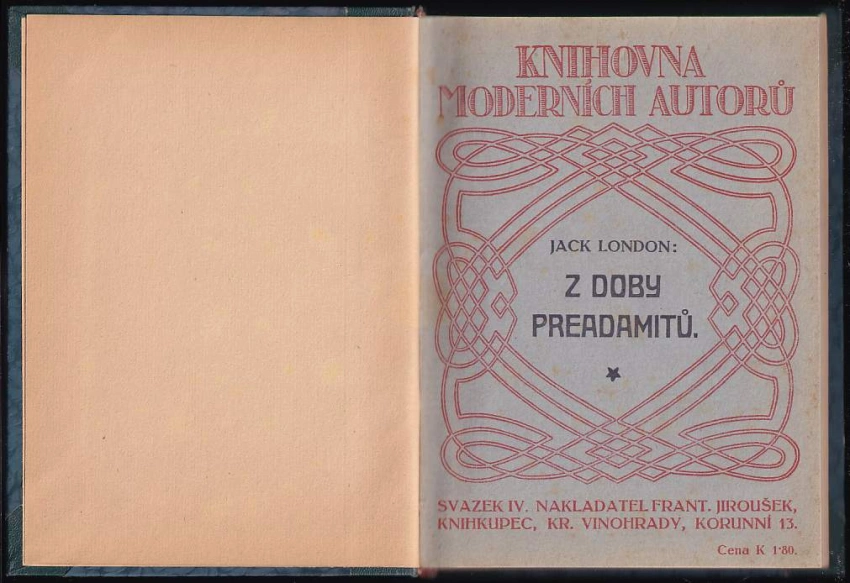 KNIHOVNA
MODERNÍCH AUTORŮ
JACK LONDON:
Z DOBY
PREADAMITŮ.
SVAZEK IV. NAKLADATEL FRANT. JIROUŠEK,
KNIHKUPEC, KR. VINOHRADY, KORUNNÍ 13.
Cena K 1·80.